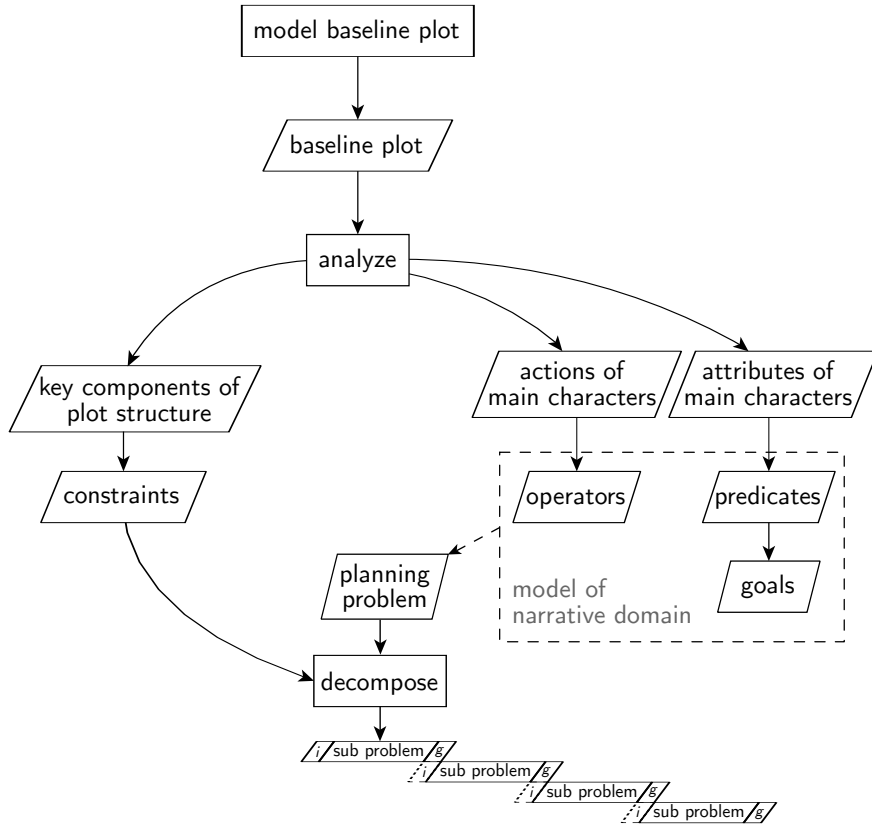 model baseline plot
baseline plot
analyze
key components of
plot structure
actions of
main characters
attributes of
main characters
constraints
operators
predicates
planning
problem
model of
narrative domain
goals
decompose
i sub problem g
i sub problem g
i sub problem g
i sub problem g